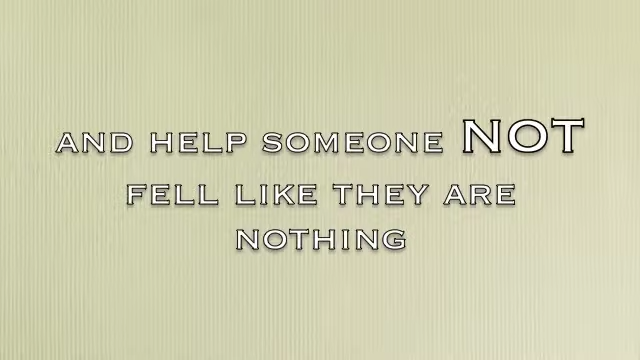 AND HELP SOMEONE NOT
FELL LIKE THEY ARE
NOTHING